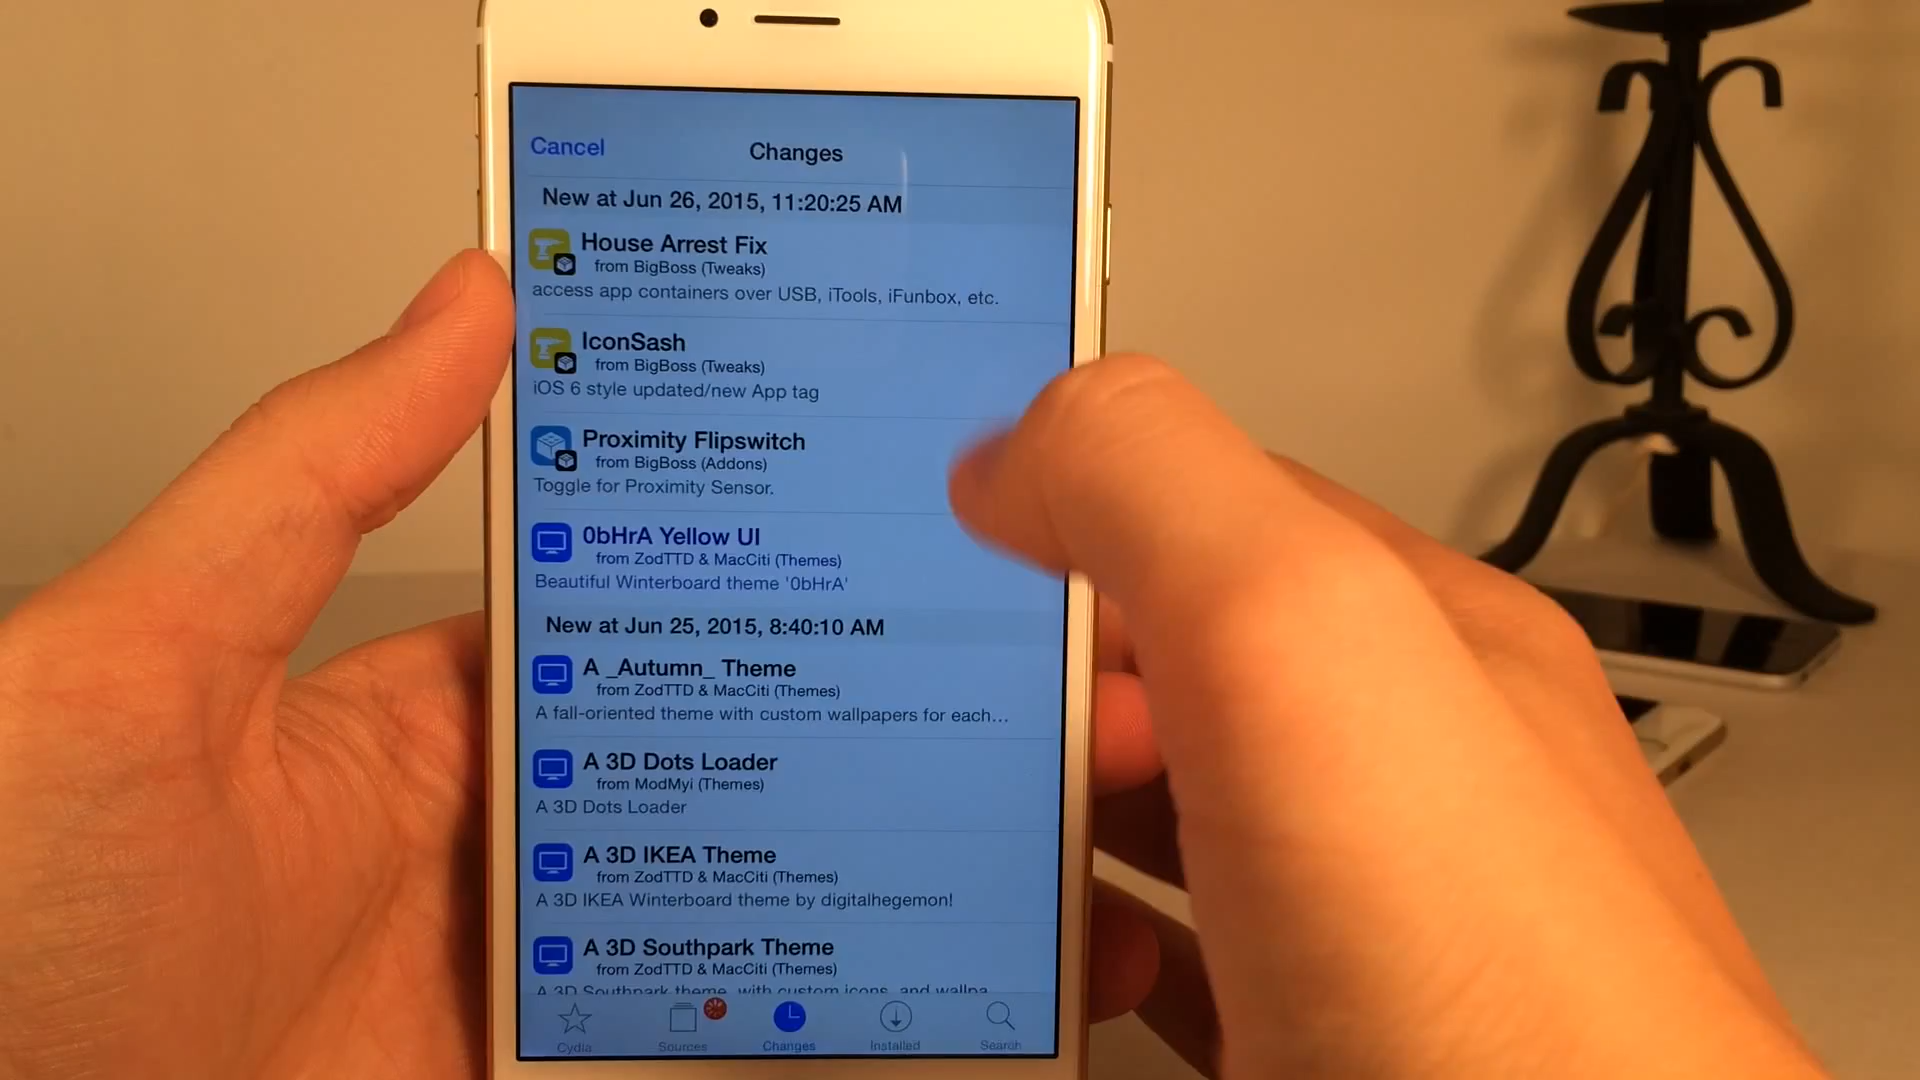 Cancel
Changes
New at Jun 26, 2015, 11:20:25 AM
House Arrest Fix
from BigBoss (Tweaks)
access app containers over USB, iTools, iFunbox, etc.
IconSash
from BigBoss (Tweaks)
iOS 6 style updated/new App tag
Proximity Flipswitch
from BigBoss (Addons)
Toggle for Proximity Sensor.
0bHrA Yellow UI
from ZodTTD & MacCiti (Themes)
Beautiful Winterboard theme '0bHrA'
New at Jun 25, 2015, 8:40:10 AM
A _Autumn_ Theme
from ZodTTD & MacCiti (Themes)
A fall-oriented theme with custom wallpapers for each...
A 3D Dots Loader
from ModMyi (Themes)
A 3D Dots Loader
A 3D IKEA Theme
from ZodTTD & MacCiti (Themes)
A 3D IKEA Winterboard theme by digitalhegemon!
A 3D Southpark Theme
from ZodTTD & MacCiti (Themes)
A 3D Southpark theme, with custom icons, and wallpa...
Cydia
Sources
Changes
Installed
Search